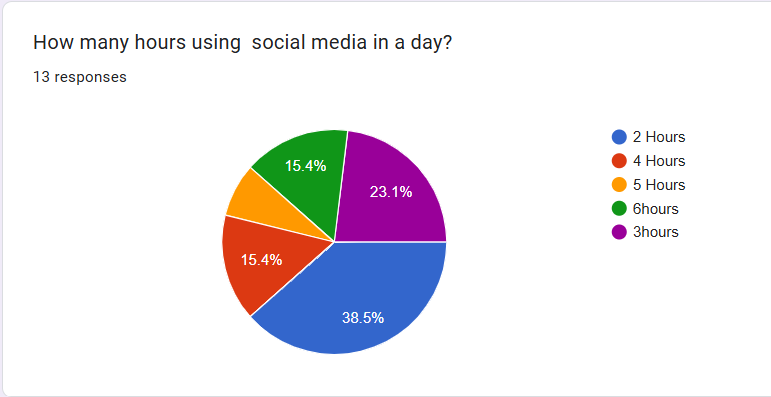 How many hours using  social media in a day?
13 responses
15.4%
23.1%
15.4%
38.5%
2 Hours
4 Hours
5 Hours
6hours
3hours